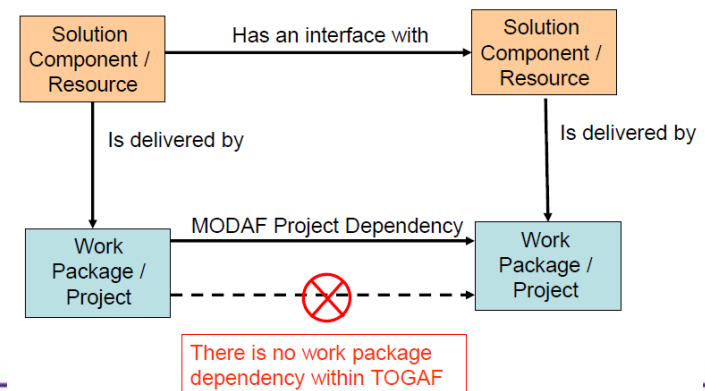 Solution
Component /
Resource
Has an interface with
Solution
Component /
Resource
Is delivered by
Is delivered by
Work
Package /
Project
MODAF Project Dependency
Work
Package /
Project
There is no work package
dependency within TOGAF